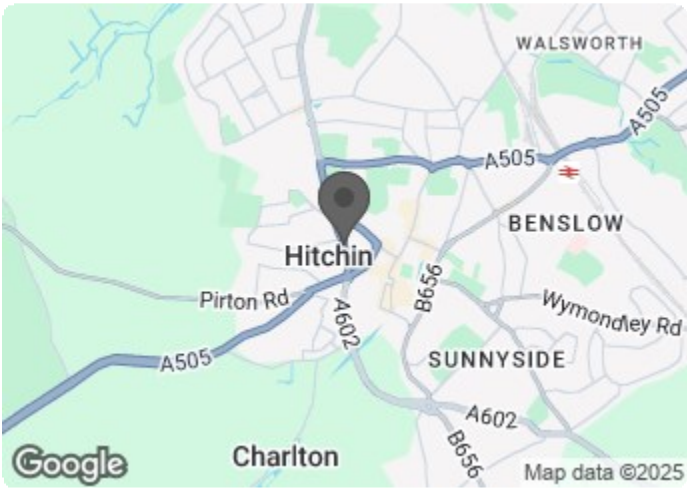 WALSWORTH
A505
A505
BENSLOW
Hitchin
Pirton Rd
B656
Wymondley Rd
A602
A505
SUNNYSIDE
A602
Charlton
B656
Google
Map data ©2025